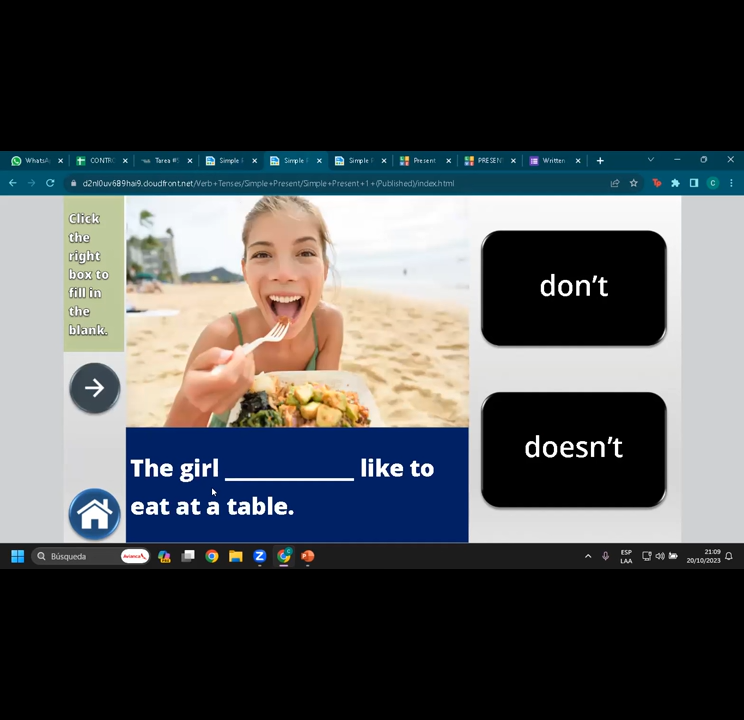 WhatsA
CONTR
Tarea #
Simple
Simple
Simple
Present
PRESEN
Written
d2nl0uv689hai9.cloudfront.net/Verb+Tenses/Simple+Present/Simple+Present+1+(Published)/index.html
C
Click
the
right
box to
fill in
the
blank.
don't
doesn't
The girl ____________ like to
eat at a table.
Búsqueda
ESP
LAA
21:09
20/10/2023